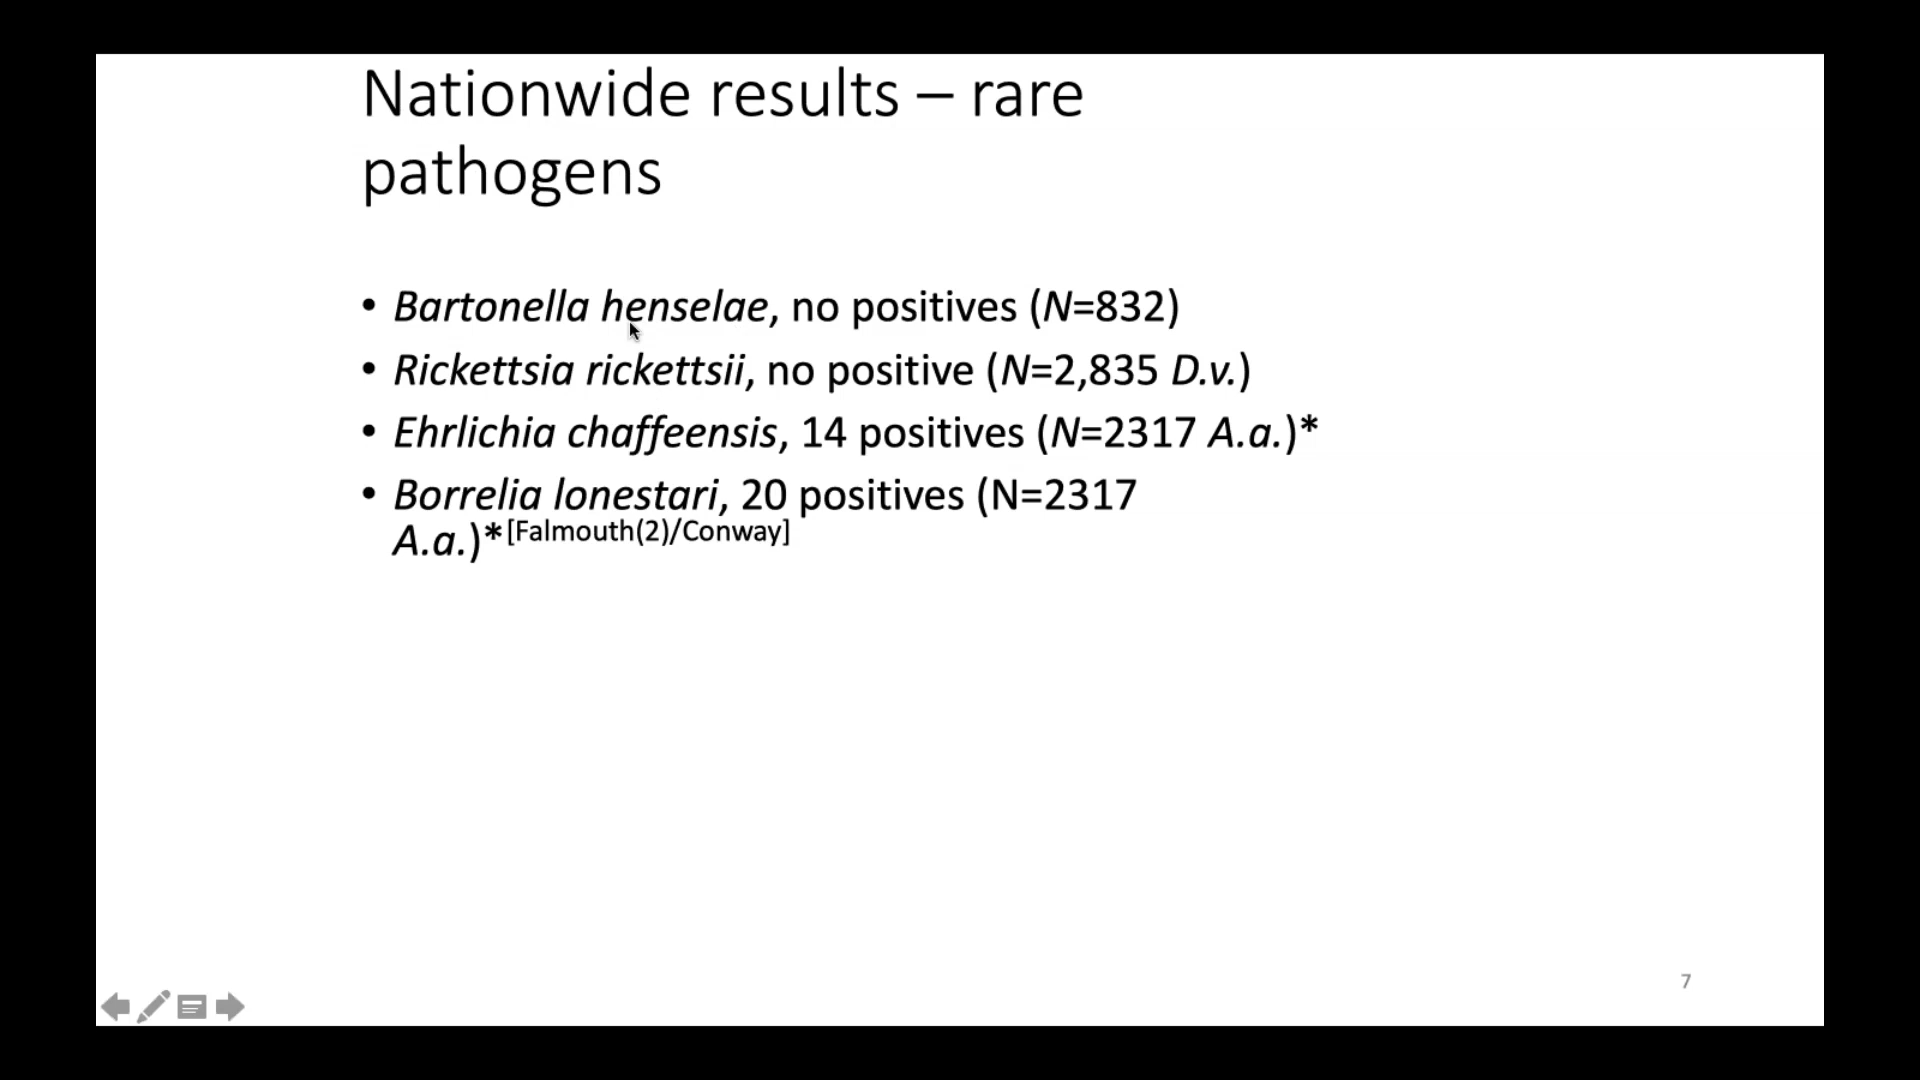 Nationwide results – rare
pathogens
• Bartonella henselae, no positives (N=832)
• Rickettsia rickettsii, no positive (N=2,835 D.v.)
• Ehrlichia chaffeensis, 14 positives (N=2317 A.a.)*
• Borrelia lonestari, 20 positives (N=2317
A.a.)*[Falmouth(2)/Conway]
7